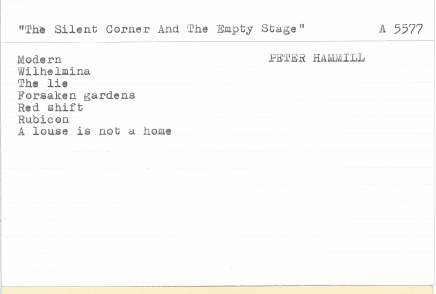 "The Silent Corner And The Empty Stage" A 5577
Modern PETER HAMMILL
Wilhelmina
The lie
Forsaken gardens
Red shift
Rubicon
A louse is not a home